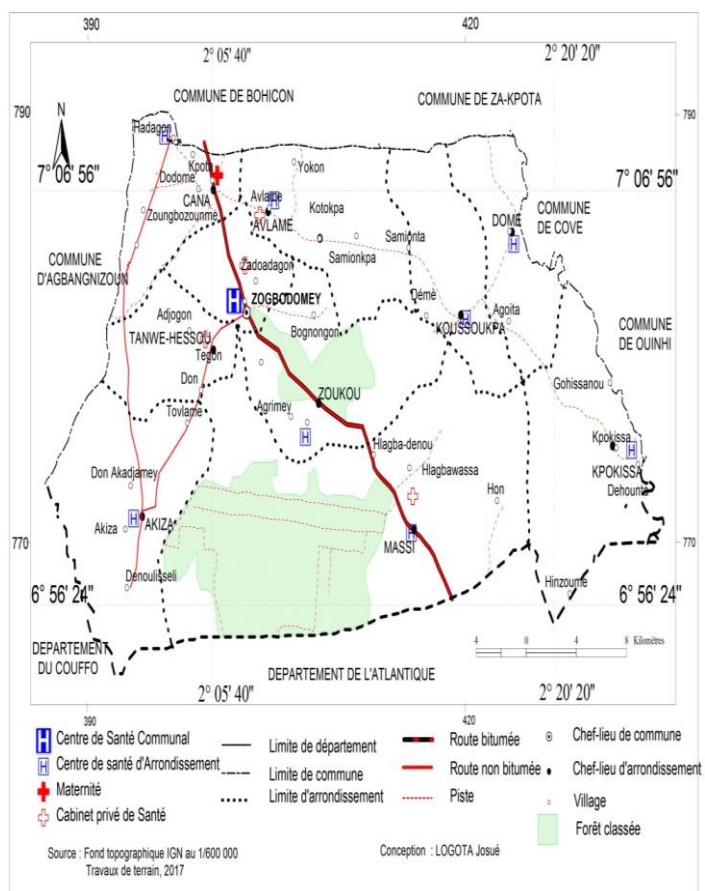 390
420
2° 05' 40"
2° 20' 20"
COMMUNE DE BOHICON
COMMUNE DE ZA-KPOTA
790
790
N
Hadagon
7° 06' 56"
7° 06' 56"
Kpota
Yokon
Dodome
CANA
Avlame
AVLAME
Zoungbozounme
Kotokpa
DOME
COMMUNE
DE COVE
Samionta
Samionkpa
COMMUNE
D'AGBANGNIZOUN
Zadoadagon
ZOGBODOMEY
Démè
Agoita
KOUSSOUKPA
Adjogon
Bognongon
TANWE-HESSOU
Tegon
COMMUNE
DE OUINHI
Don
ZOUKOU
Gohissanou
Tovlame
Agrimey
Hlagba-denou
Kpokissa
KPOKISSA
Hlagbawassa
Don Akadjamey
Dehounta
Hon
Akiza
AKIZA
MASSI
770
770
Denoulisseli
Hinzoume
6° 56' 24"
6° 56' 24"
DEPARTEMENT
DU COUFFO
DEPARTEMENT DE L'ATLANTIQUE
4 0 4 8 Kilomètres
2° 05' 40"
2° 20' 20"
390
420
Centre de Santé Communal
Centre de santé d'Arrondissement
Maternité
Cabinet privé de Santé
Limite de département
Limite de commune
Limite d'arrondissement
Route bitumée
Route non bitumée
Piste
Chef-lieu de commune
Chef-lieu d'arrondissement
Village
Forêt classée
Source : Fond topographique IGN au 1/600 000
Travaux de terrain, 2017
Conception : LOGOTA Josué